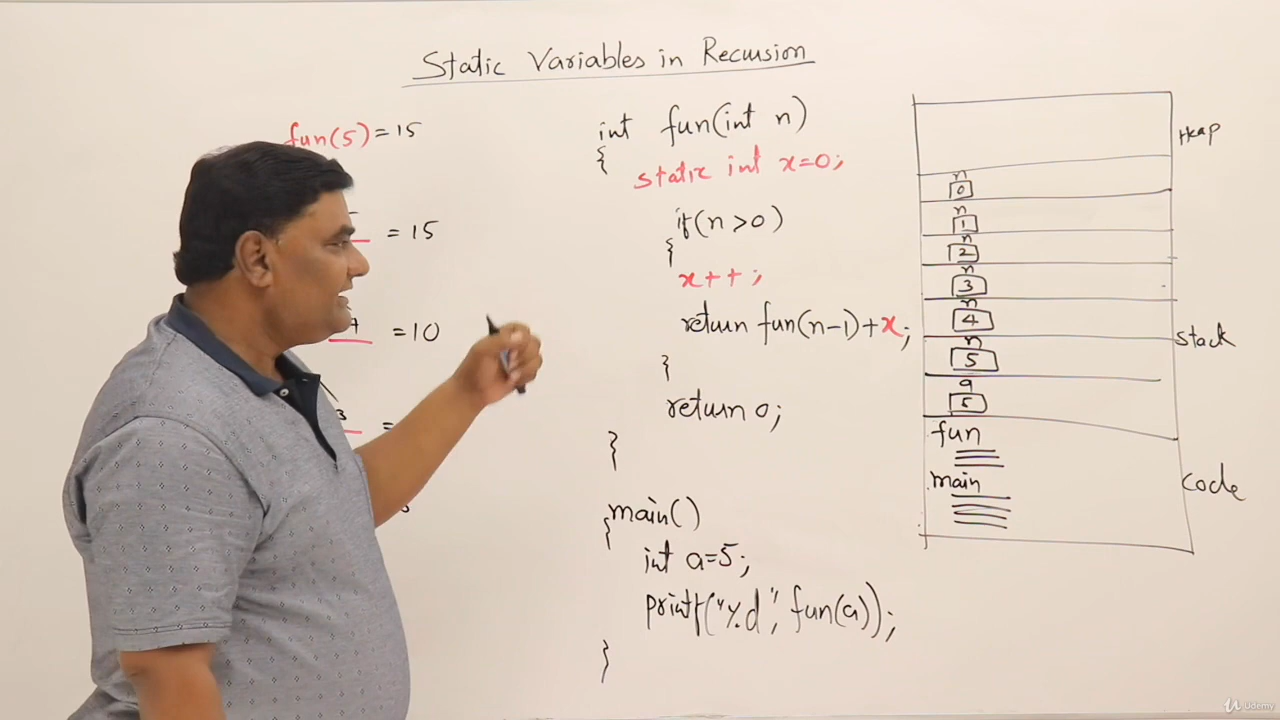 Static Variables in Recursion
fun(5) = 15
= 15
= 10
3
=
int fun(int n)
{
static int x=0;
if(n>0)
{
x++;
return fun(n-1)+x;
}
return 0;
}
main()
{
int a=5;
printf("%d", fun(a));
}
Heap
n
0
n
1
n
2
n
3
n
4
n
5
a
5
stack
fun
main
code
Udemy